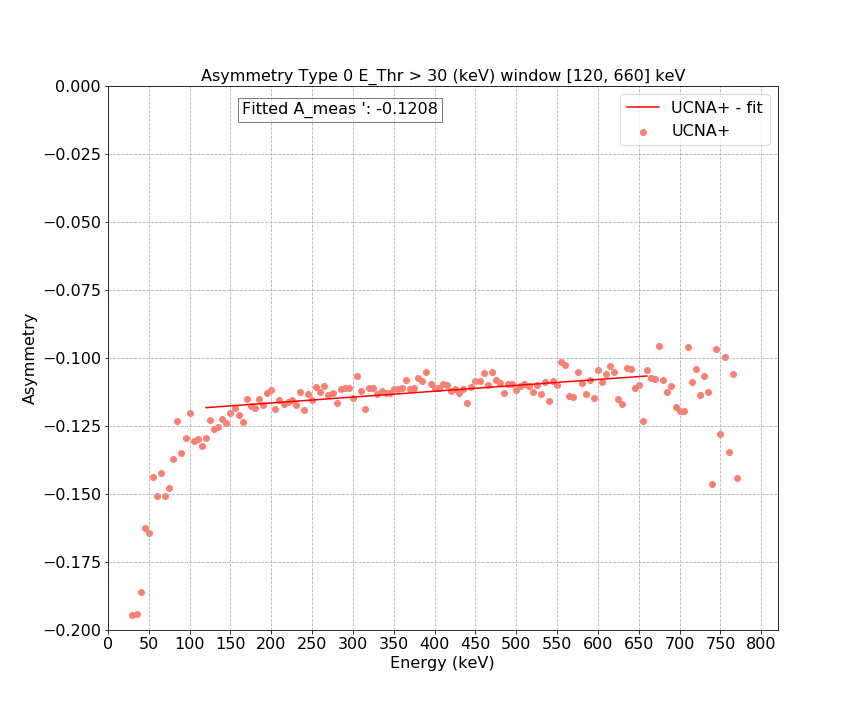 Asymmetry Type 0 E_Thr > 30 (keV) window [120, 660] keV
Fitted A_meas ': -0.1208
UCNA+ - fit
UCNA+
Asymmetry
0.000
−0.025
−0.050
−0.075
−0.100
−0.125
−0.150
−0.175
−0.200
0 50 100 150 200 250 300 350 400 450 500 550 600 650 700 750 800
Energy (keV)